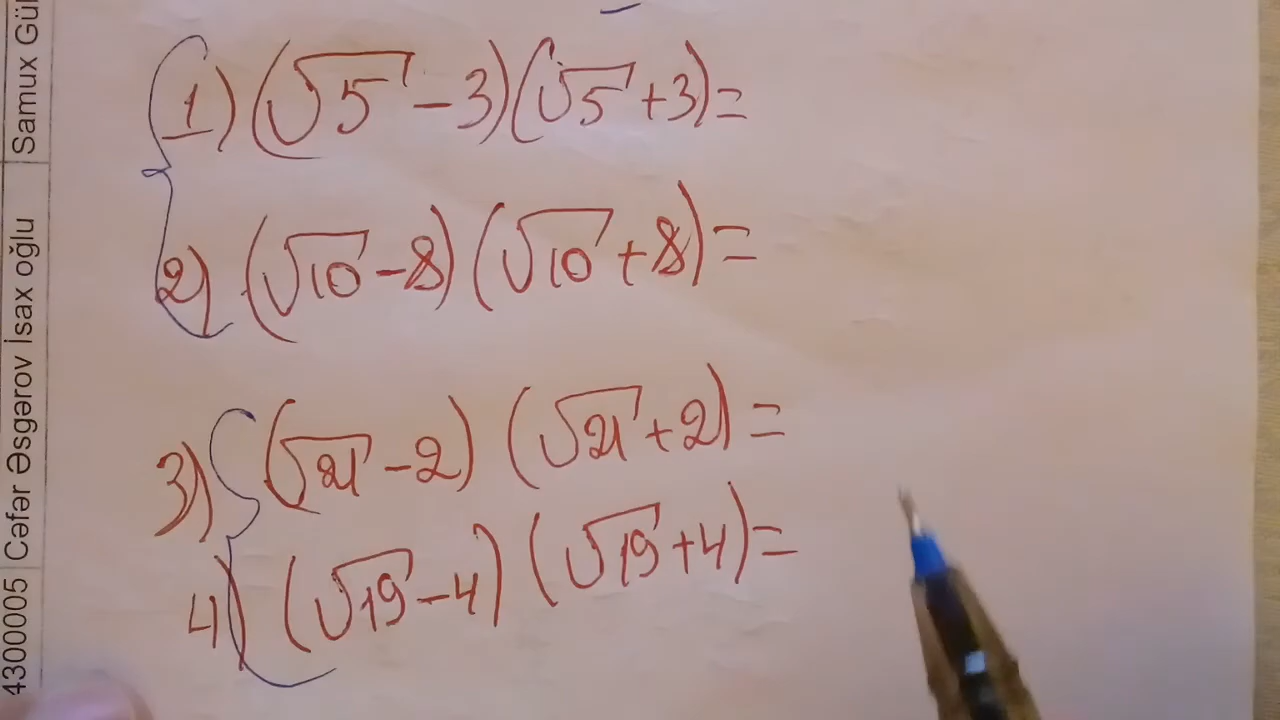 1) (√5 - 3)(√5 + 3) =
2) (√10 - 8) (√10 + 8) =
3) (√21 - 2) (√21 + 2) =
4) (√19 - 4) (√19 + 4) =
4300005 | Cəfər Əsgərov İsax oğlu | Samux